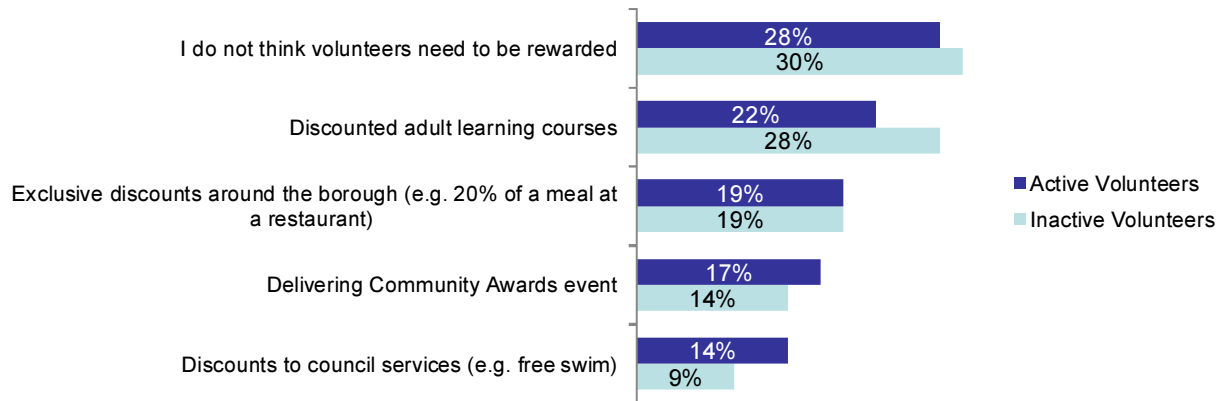 I do not think volunteers need to be rewarded
28%
30%
Discounted adult learning courses
22%
28%
Exclusive discounts around the borough (e.g. 20% of a meal at
a restaurant)
19%
19%
Delivering Community Awards event
17%
14%
Discounts to council services (e.g. free swim)
14%
9%
Active Volunteers
Inactive Volunteers